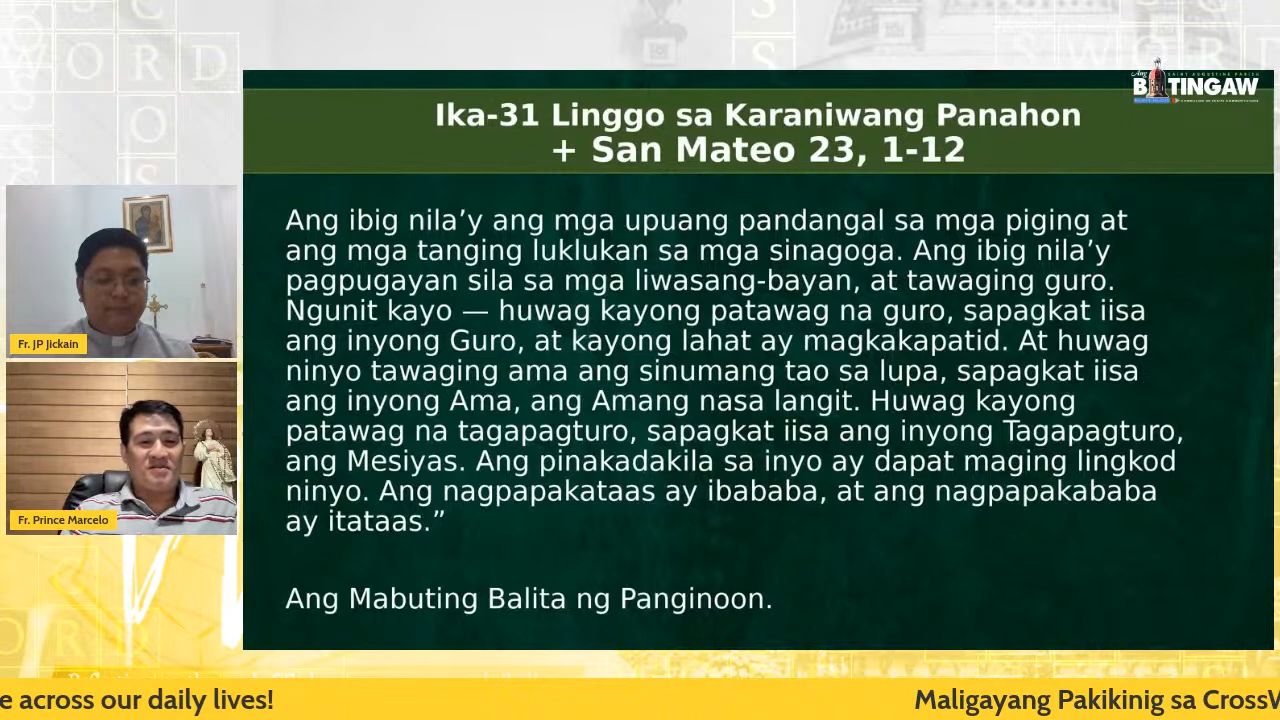 Ang
SAINT AUGUSTINE PARISH
BATINGAW
Ika-31 Linggo sa Karaniwang Panahon
+ San Mateo 23, 1-12
Ang ibig nila’y ang mga upuang pandangal sa mga piging at
ang mga tanging luklukan sa mga sinagoga. Ang ibig nila’y
pagpugayan sila sa mga liwasang-bayan, at tawaging guro.
Ngunit kayo — huwag kayong patawag na guro, sapagkat iisa
ang inyong Guro, at kayong lahat ay magkakapatid. At huwag
ninyo tawaging ama ang sinumang tao sa lupa, sapagkat iisa
ang inyong Ama, ang Amang nasa langit. Huwag kayong
patawag na tagapagturo, sapagkat iisa ang inyong Tagapagturo,
ang Mesiyas. Ang pinakadakila sa inyo ay dapat maging lingkod
ninyo. Ang nagpapakataas ay ibababa, at ang nagpapakababa
ay itataas.”
Ang Mabuting Balita ng Panginoon.
Fr. JP Jickain
Fr. Prince Marcelo
e across our daily lives!
Maligayang Pakikinig sa CrossW